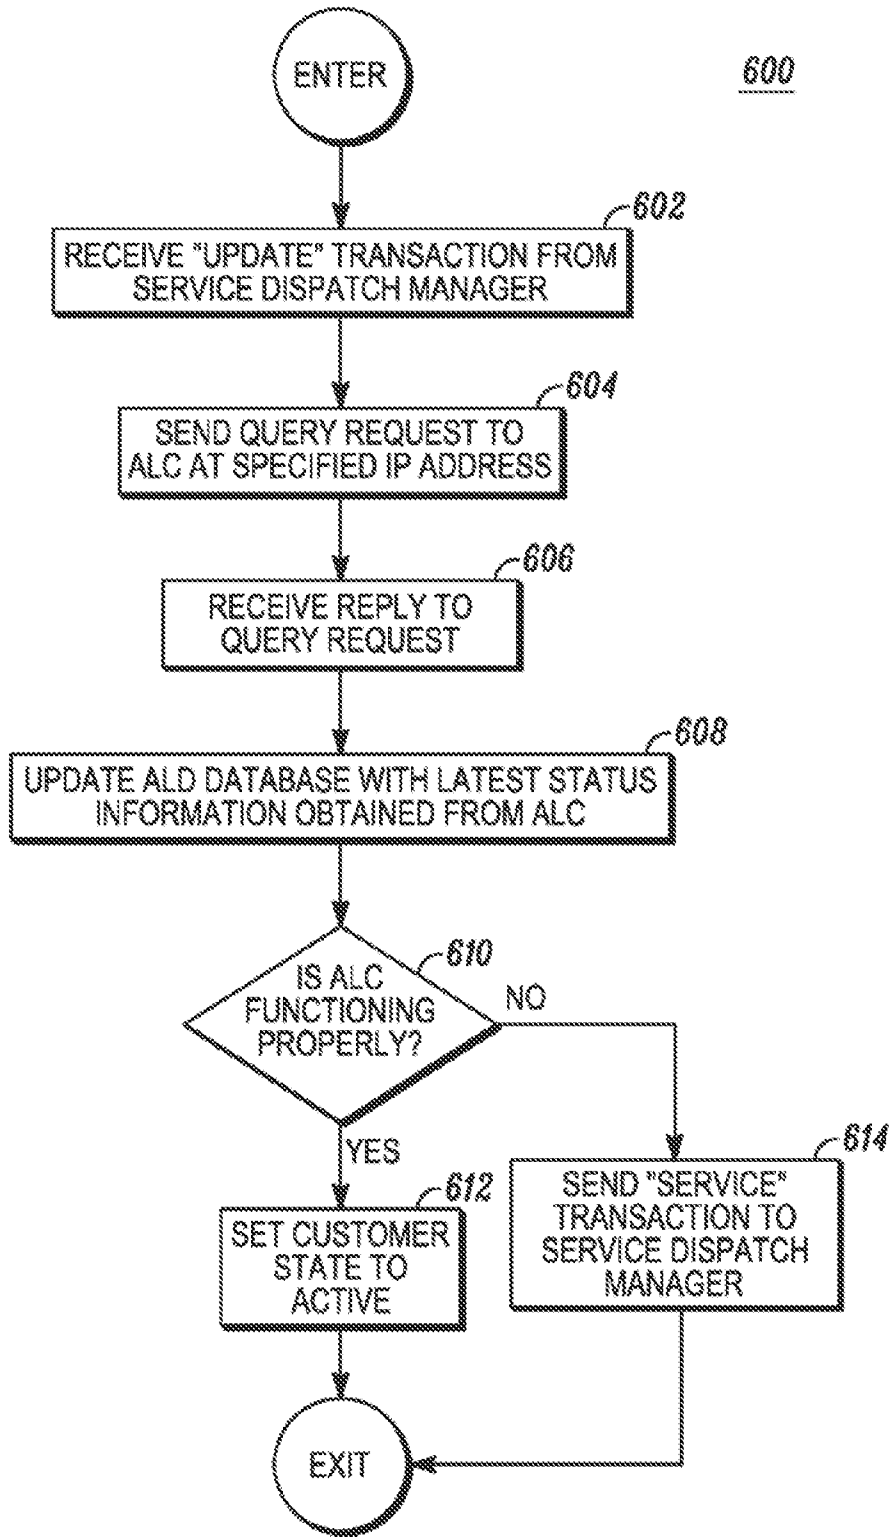 ENTER
600
602
RECEIVE "UPDATE" TRANSACTION FROM
SERVICE DISPATCH MANAGER
604
SEND QUERY REQUEST TO
ALC AT SPECIFIED IP ADDRESS
606
RECEIVE REPLY TO
QUERY REQUEST
608
UPDATE ALD DATABASE WITH LATEST STATUS
INFORMATION OBTAINED FROM ALC
610
IS ALC
FUNCTIONING
PROPERLY?
NO
YES
612
SET CUSTOMER
STATE TO
ACTIVE
614
SEND "SERVICE"
TRANSACTION TO
SERVICE DISPATCH
MANAGER
EXIT